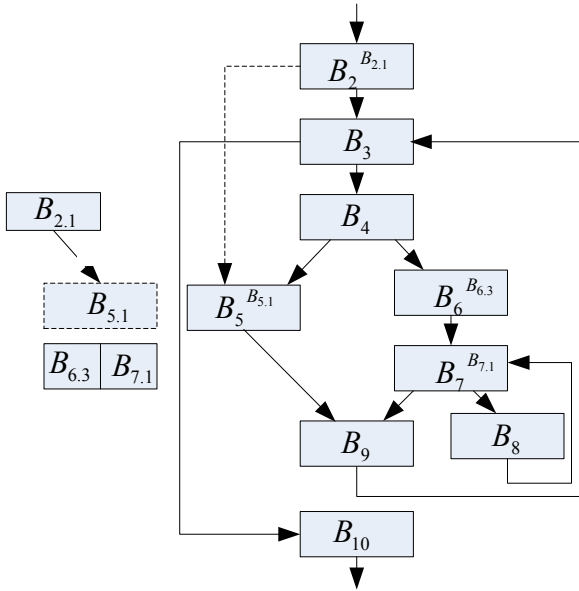 B₂ B₂.₁
B₃
B₄
B₂.₁
B₅.₁
B₅ B₅.₁
B₆ B₆.₃
B₆.₃ B₇.₁
B₇ B₇.₁
B₈
B₉
B₁₀